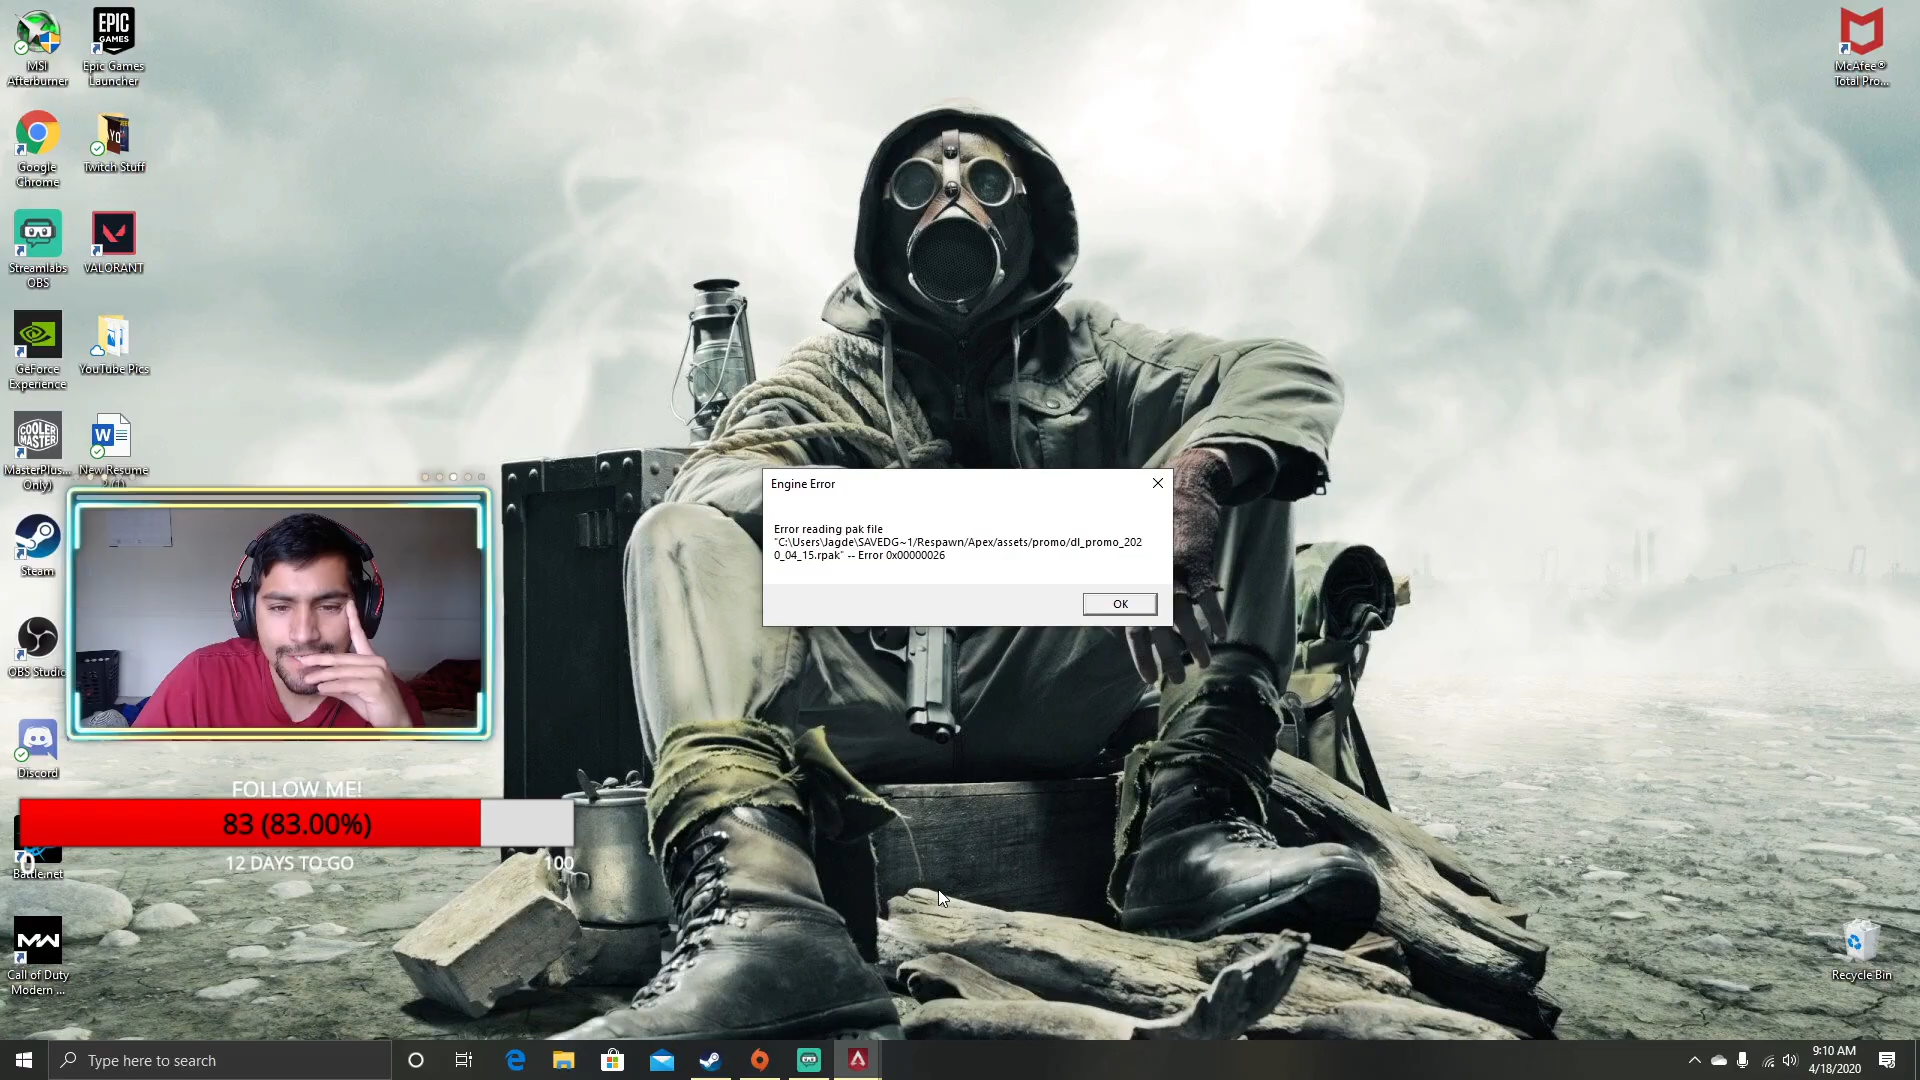 MSI
Afterburner
EPIC
GAMES
Epic Games
Launcher
McAfee®
Total Pro...
Google
Chrome
Twitch Stuff
Streamlabs
OBS
VALORANT
GeForce
Experience
YouTube Pics
COOLER
MASTER
MasterPlus...
Only)
W
New Resume
2 (1)
Engine Error
Error reading pak file
"C:\Users\Jagde\SAVEDG~1/Respawn/Apex/assets/promo/dl_promo_202
0_04_15.rpak" -- Error 0x00000026
OK
Steam
OBS Studio
Discord
FOLLOW ME!
83 (83.00%)
0
12 DAYS TO GO
100
Battle.net
MW
Call of Duty
Modern ...
Recycle Bin
Type here to search
9:10 AM
4/18/2020